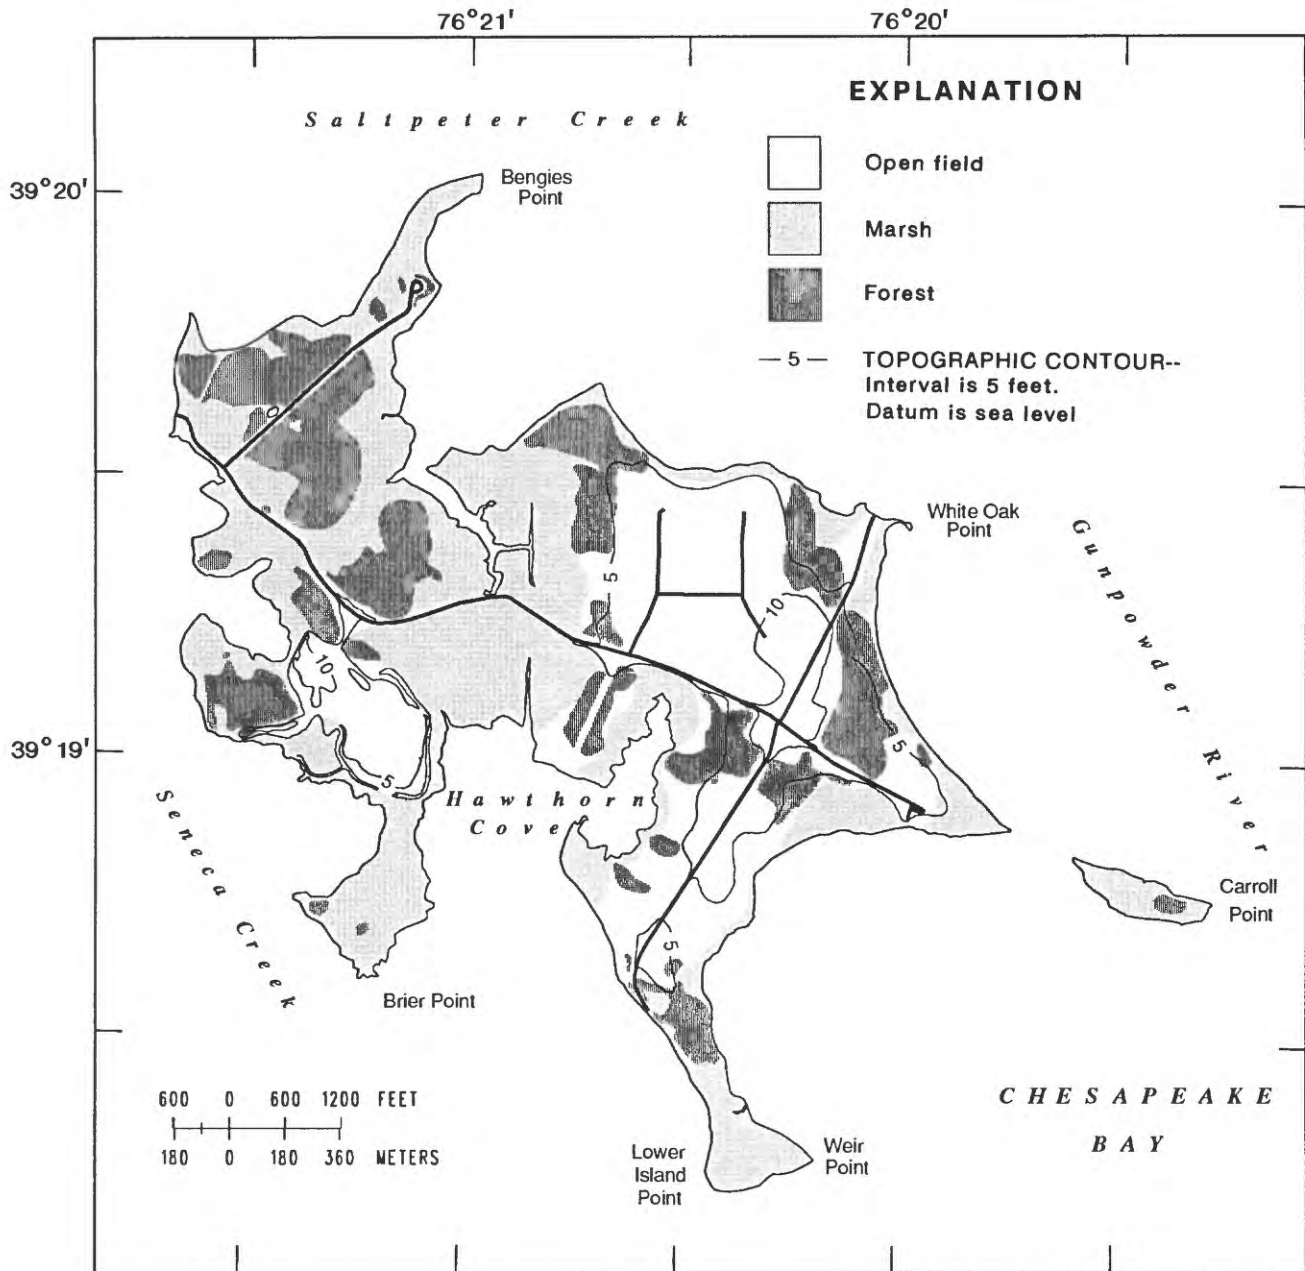 76°21'
76°20'
EXPLANATION
Saltpeter Creek
Open field
39°20'
Bengies
Point
Marsh
Forest
— 5 — TOPOGRAPHIC CONTOUR--
Interval is 5 feet.
Datum is sea level
White Oak
Point
Gunpowder River
5
10
10
39°19'
5
5
Hawthorn
Cove
Seneca Creek
Carroll
Point
5
Brier Point
600 0 600 1200 FEET
180 0 180 360 METERS
CHESAPEAKE
BAY
Lower
Island
Point
Weir
Point